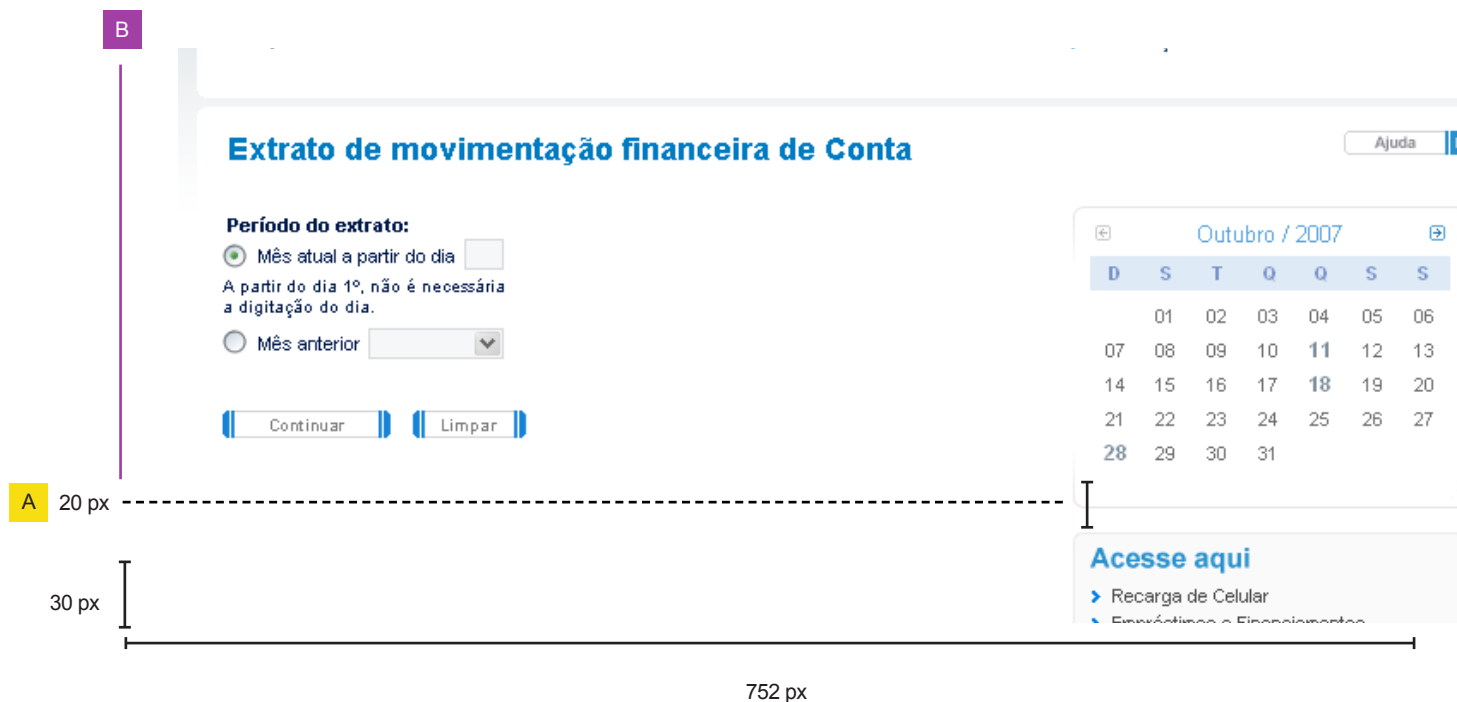 B
Extrato de movimentação financeira de Conta
Ajuda
Período do extrato:
Mês atual a partir do dia
A partir do dia 1º, não é necessária
a digitação do dia.
Mês anterior
Continuar
Limpar
Outubro / 2007
D S T Q Q S S
01 02 03 04 05 06
07 08 09 10 11 12 13
14 15 16 17 18 19 20
21 22 23 24 25 26 27
28 29 30 31
A 20 px
Acesse aqui
Recarga de Celular
30 px
752 px